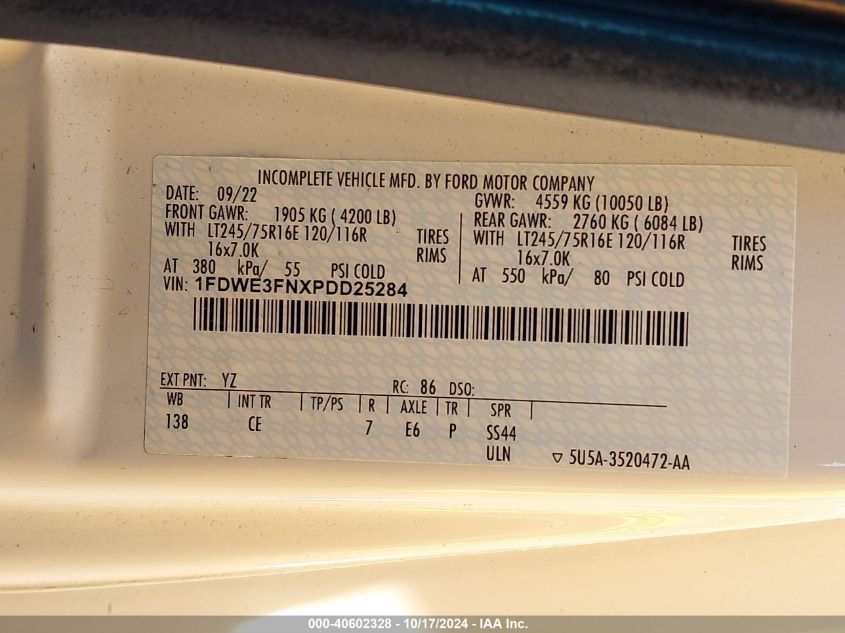 INCOMPLETE VEHICLE MFD. BY FORD MOTOR COMPANY
DATE: 09/22
FRONT GAWR: 1905 KG ( 4200 LB)
WITH LT245/75R16E 120/116R TIRES
16x7.0K RIMS
AT 380 kPa/ 55 PSI COLD
GVWR: 4559 KG (10050 LB)
REAR GAWR: 2760 KG ( 6084 LB)
WITH LT245/75R16E 120/116R TIRES
16x7.0K RIMS
AT 550 kPa/ 80 PSI COLD
VIN: 1FDWE3FNXPDD25284
EXT PNT: YZ RC: 86 DSO:
WB INT TR TP/PS R AXLE TR SPR
138 CE 7 E6 P SS44
ULN ▽ 5U5A-3520472-AA
000-40602328 - 10/17/2024 - IAA Inc.